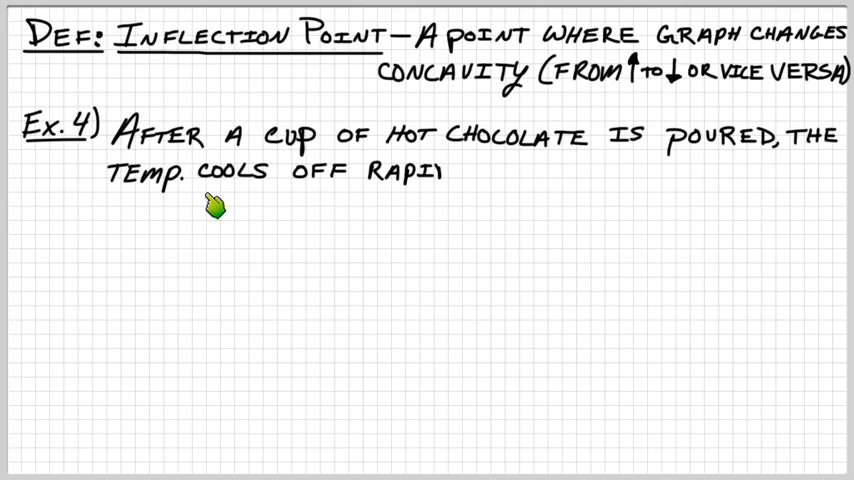 DEF: INFLECTION POINT – A POINT WHERE GRAPH CHANGES
CONCAVITY (FROM ↑ TO ↓ OR VICE VERSA)
Ex. 4) AFTER A CUP OF HOT CHOCOLATE IS POURED, THE
TEMP. COOLS OFF RAPI